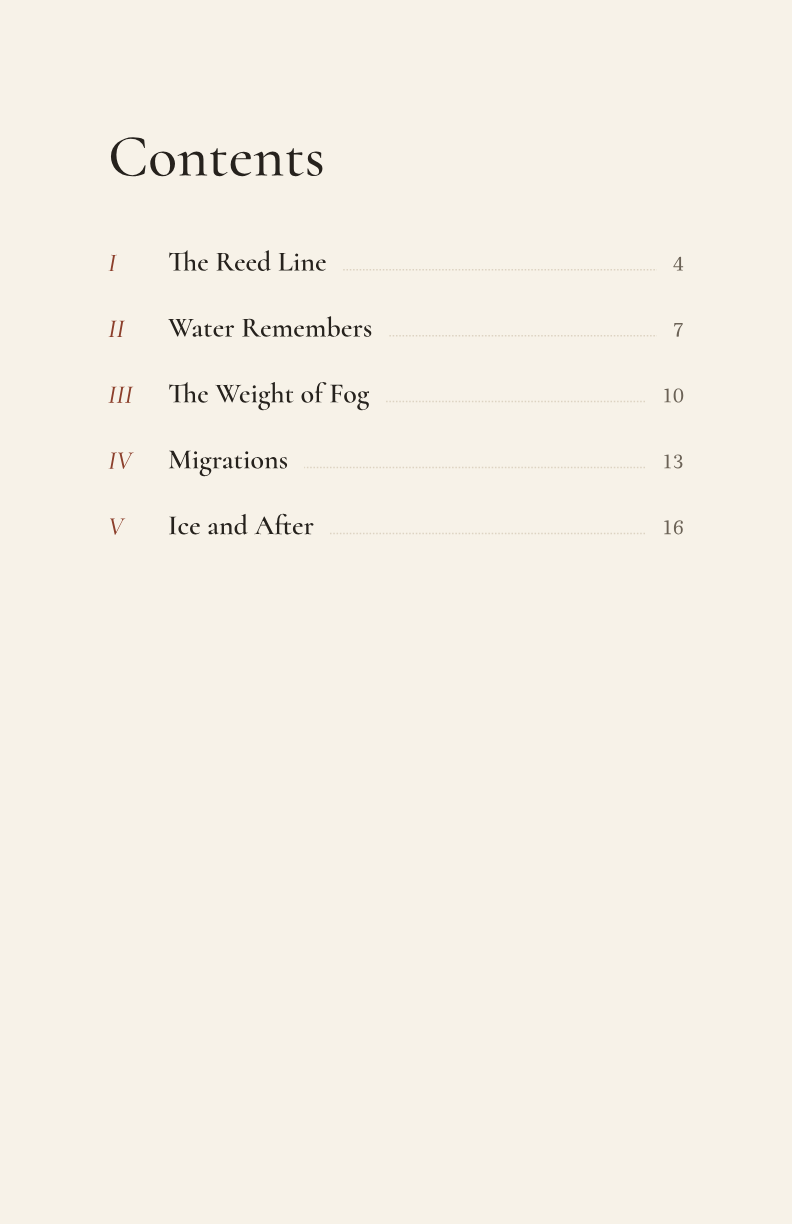 Contents
I The Reed Line 4
II Water Remembers 7
III The Weight of Fog 10
IV Migrations 13
V Ice and After 16